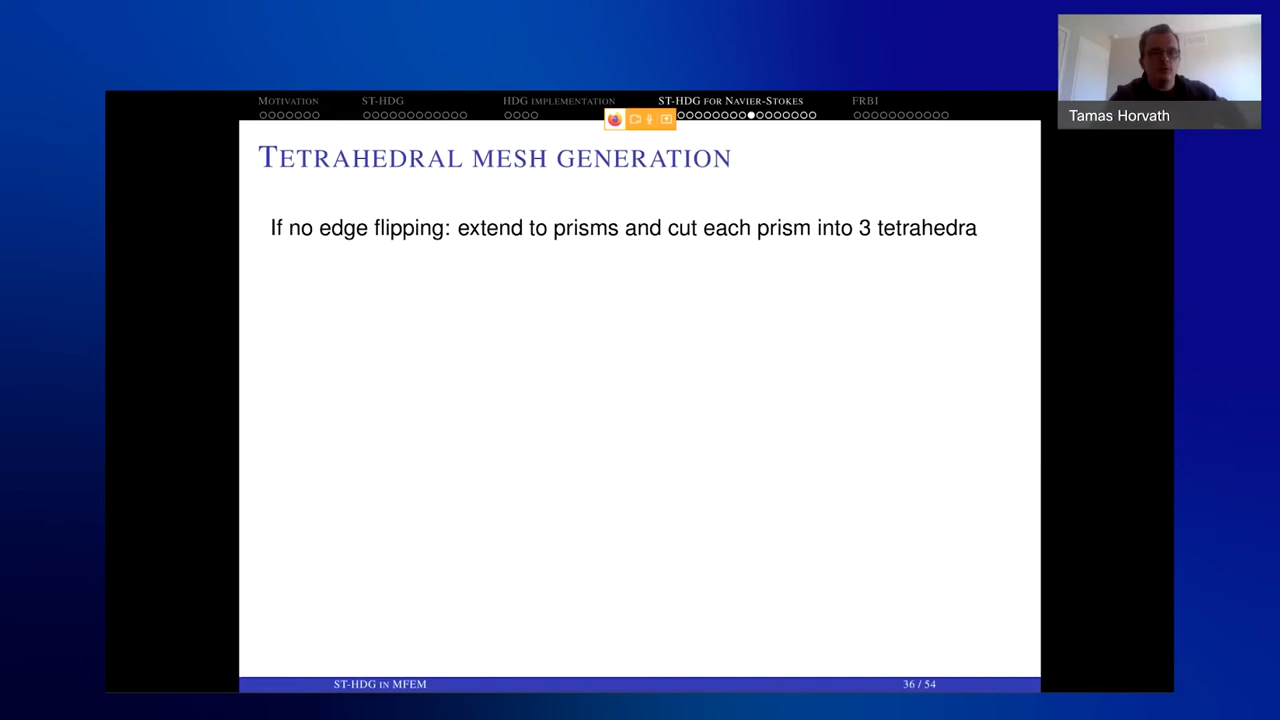 MOTIVATION
ST-HDG
HDG IMPLEMENTATION
ST-HDG FOR NAVIER-STOKES
FRBI
Tamas Horvath
TETRAHEDRAL MESH GENERATION
If no edge flipping: extend to prisms and cut each prism into 3 tetrahedra
ST-HDG IN MFEM
36 / 54